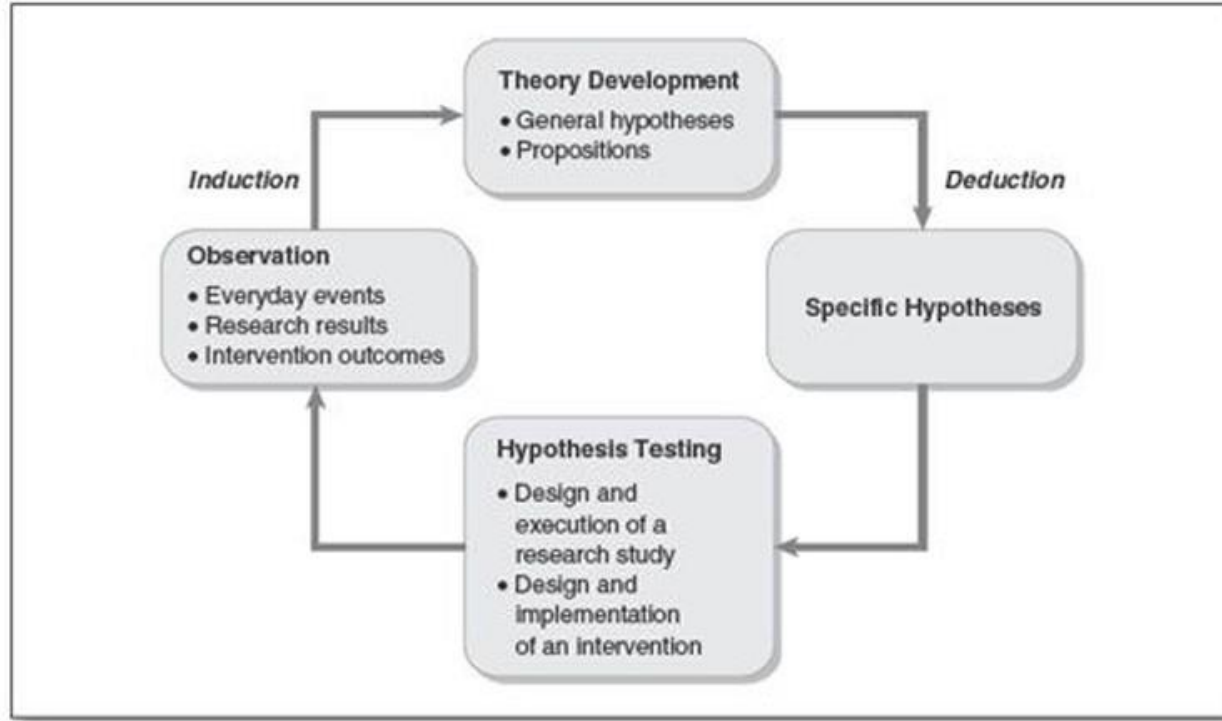 Theory Development
• General hypotheses
• Propositions
Induction
Deduction
Observation
• Everyday events
• Research results
• Intervention outcomes
Specific Hypotheses
Hypothesis Testing
• Design and
execution of a
research study
• Design and
implementation
of an intervention